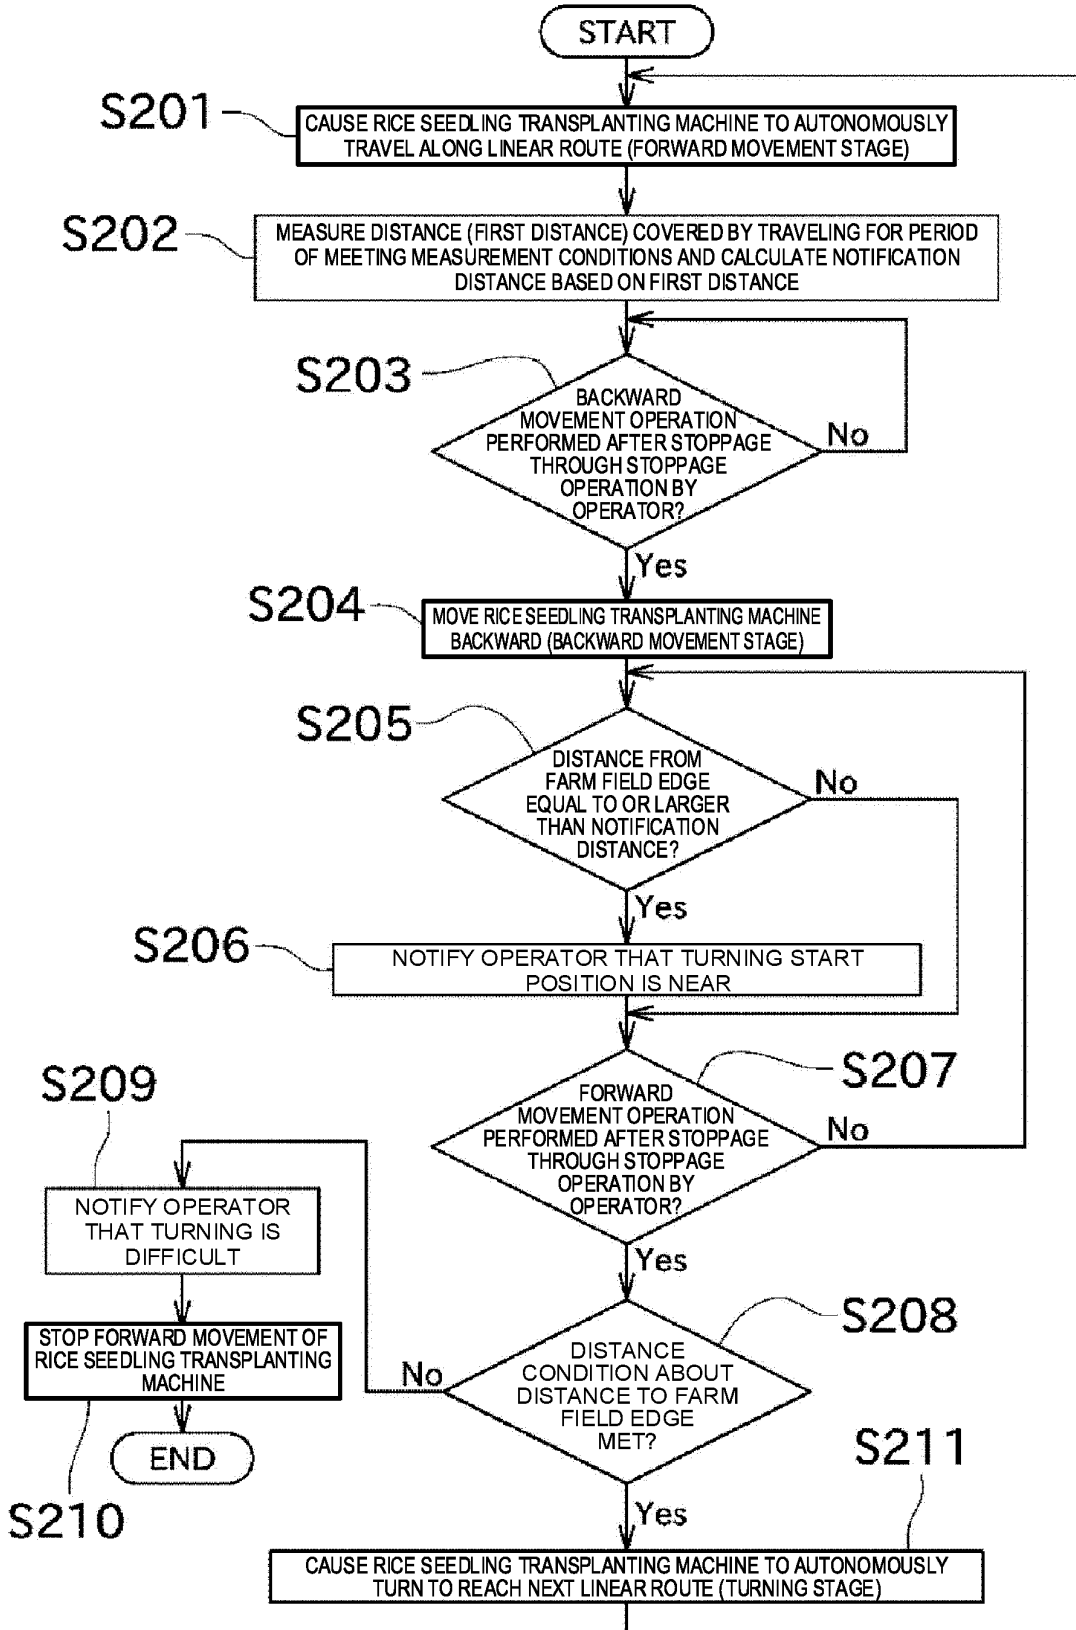 START
S201
CAUSE RICE SEEDLING TRANSPLANTING MACHINE TO AUTONOMOUSLY
TRAVEL ALONG LINEAR ROUTE (FORWARD MOVEMENT STAGE)
S202
MEASURE DISTANCE (FIRST DISTANCE) COVERED BY TRAVELING FOR PERIOD
OF MEETING MEASUREMENT CONDITIONS AND CALCULATE NOTIFICATION
DISTANCE BASED ON FIRST DISTANCE
S203
BACKWARD
MOVEMENT OPERATION
PERFORMED AFTER STOPPAGE
THROUGH STOPPAGE
OPERATION BY
OPERATOR?
No
Yes
S204
MOVE RICE SEEDLING TRANSPLANTING MACHINE
BACKWARD (BACKWARD MOVEMENT STAGE)
S205
DISTANCE FROM
FARM FIELD EDGE
EQUAL TO OR LARGER
THAN NOTIFICATION
DISTANCE?
No
Yes
S206
NOTIFY OPERATOR THAT TURNING START
POSITION IS NEAR
S207
FORWARD
MOVEMENT OPERATION
PERFORMED AFTER STOPPAGE
THROUGH STOPPAGE
OPERATION BY
OPERATOR?
No
Yes
S208
DISTANCE
CONDITION ABOUT
DISTANCE TO FARM
FIELD EDGE
MET?
No
Yes
S209
NOTIFY OPERATOR
THAT TURNING IS
DIFFICULT
STOP FORWARD MOVEMENT OF
RICE SEEDLING TRANSPLANTING
MACHINE
END
S210
S211
CAUSE RICE SEEDLING TRANSPLANTING MACHINE TO AUTONOMOUSLY
TURN TO REACH NEXT LINEAR ROUTE (TURNING STAGE)